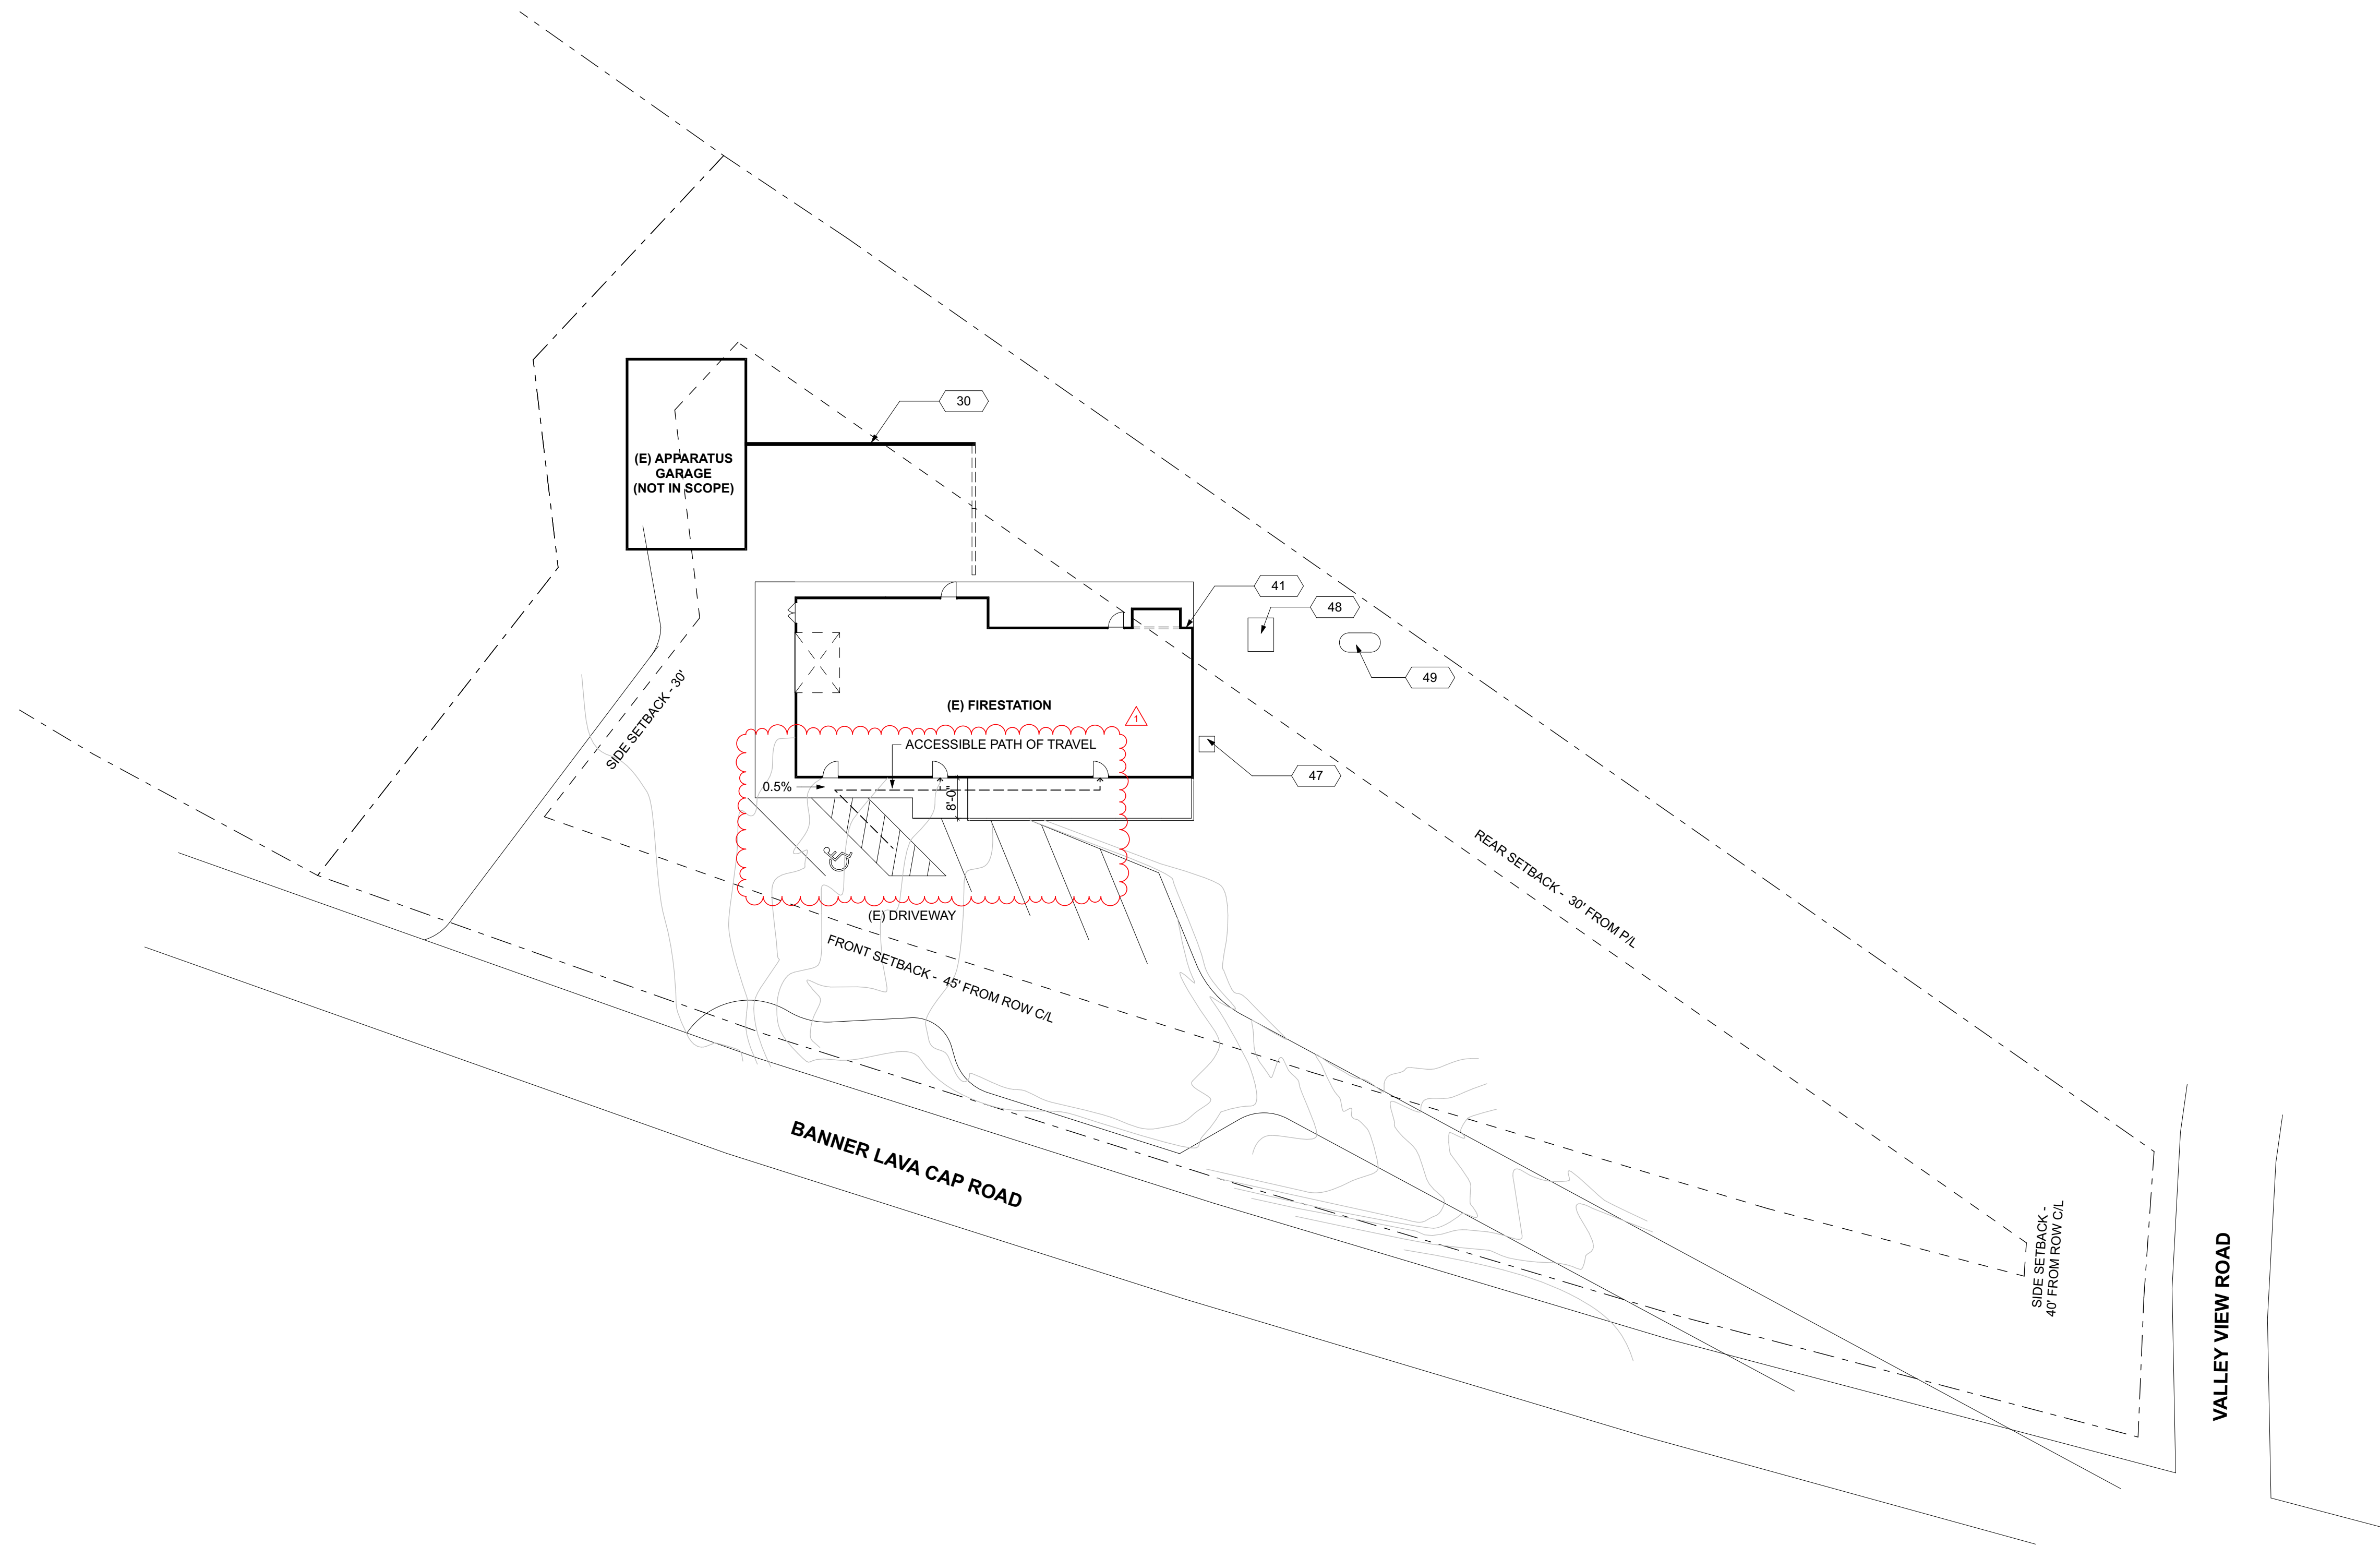 30
(E) APPARATUS
GARAGE
(NOT IN SCOPE)
41
48
49
SIDE SETBACK - 30'
(E) FIRESTATION
1
ACCESSIBLE PATH OF TRAVEL
47
0.5%
8'-0"
REAR SETBACK - 30' FROM P/L
(E) DRIVEWAY
FRONT SETBACK - 45' FROM ROW C/L
BANNER LAVA CAP ROAD
SIDE SETBACK -
40' FROM ROW C/L
VALLEY VIEW ROAD